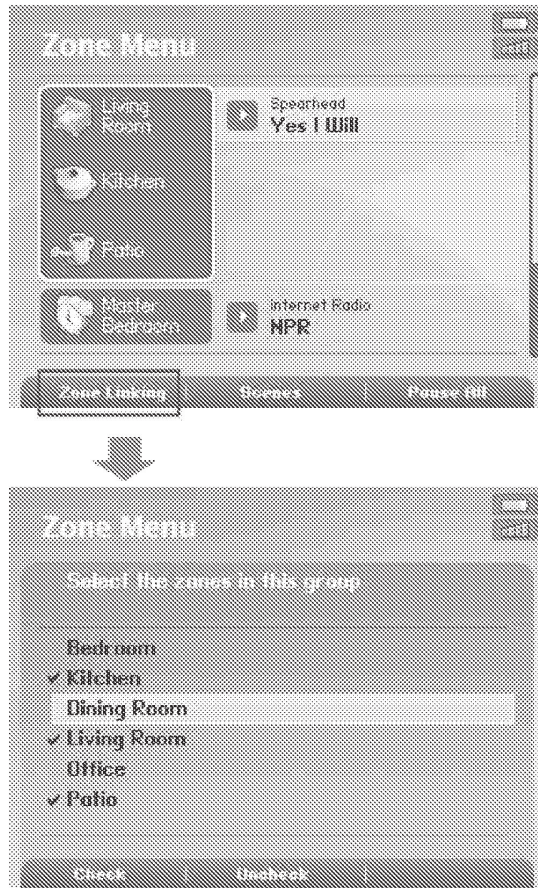 Zone Menu
Living
Room
Spearhead
Yes I Will
Kitchen
Patio
Master
Bedroom
Internet Radio
NPR
Zone Linking
Scenes
Pause All
Zone Menu
Select the zones in this group
Bedroom
✓ Kitchen
Dining Room
✓ Living Room
Office
✓ Patio
Check
Uncheck